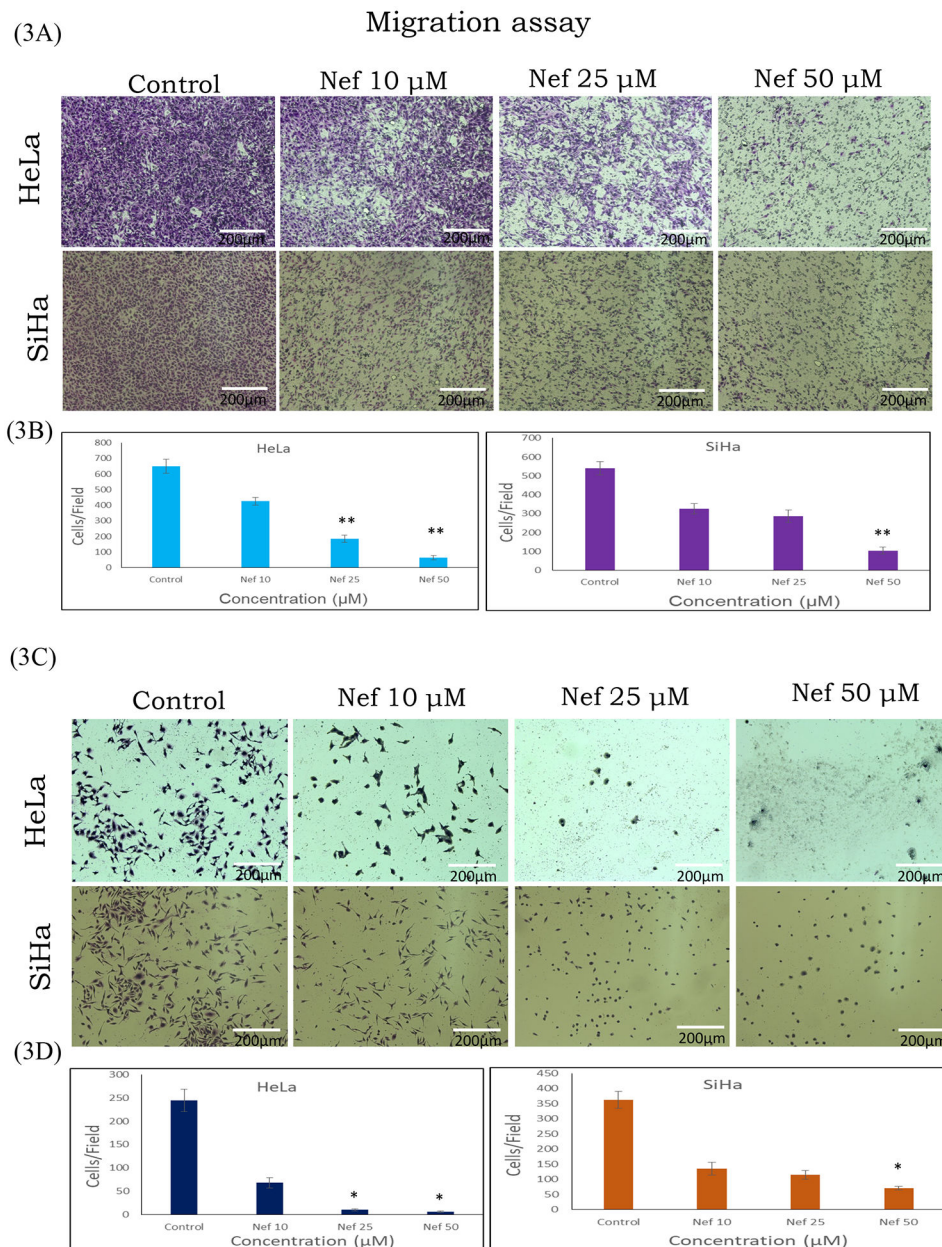 (3A)
Migration assay
Control Nef 10 µM Nef 25 µM Nef 50 µM
HeLa
200µm 200µm 200µm 200µm
SiHa
200µm 200µm 200µm 200µm
(3B)
HeLa
800
700
600
500
400
300
200
100
0
Cells/Field
** **
Control Nef 10 Nef 25 Nef 50
Concentration (µM)
SiHa
700
600
500
400
300
200
100
0
Cells/Field
**
Control Nef 10 Nef 25 Nef 50
Concentration (µM)
(3C)
Control Nef 10 µM Nef 25 µM Nef 50 µM
HeLa
200µm 200µm 200µm 200µm
SiHa
200µm 200µm 200µm 200µm
(3D)
HeLa
300
250
200
150
100
50
0
Cells/Field
* *
Control Nef 10 Nef 25 Nef 50
Concentration (µM)
SiHa
450
400
350
300
250
200
150
100
50
0
Cells/Field
*
Control Nef 10 Nef 25 Nef 50
Concentration (µM)